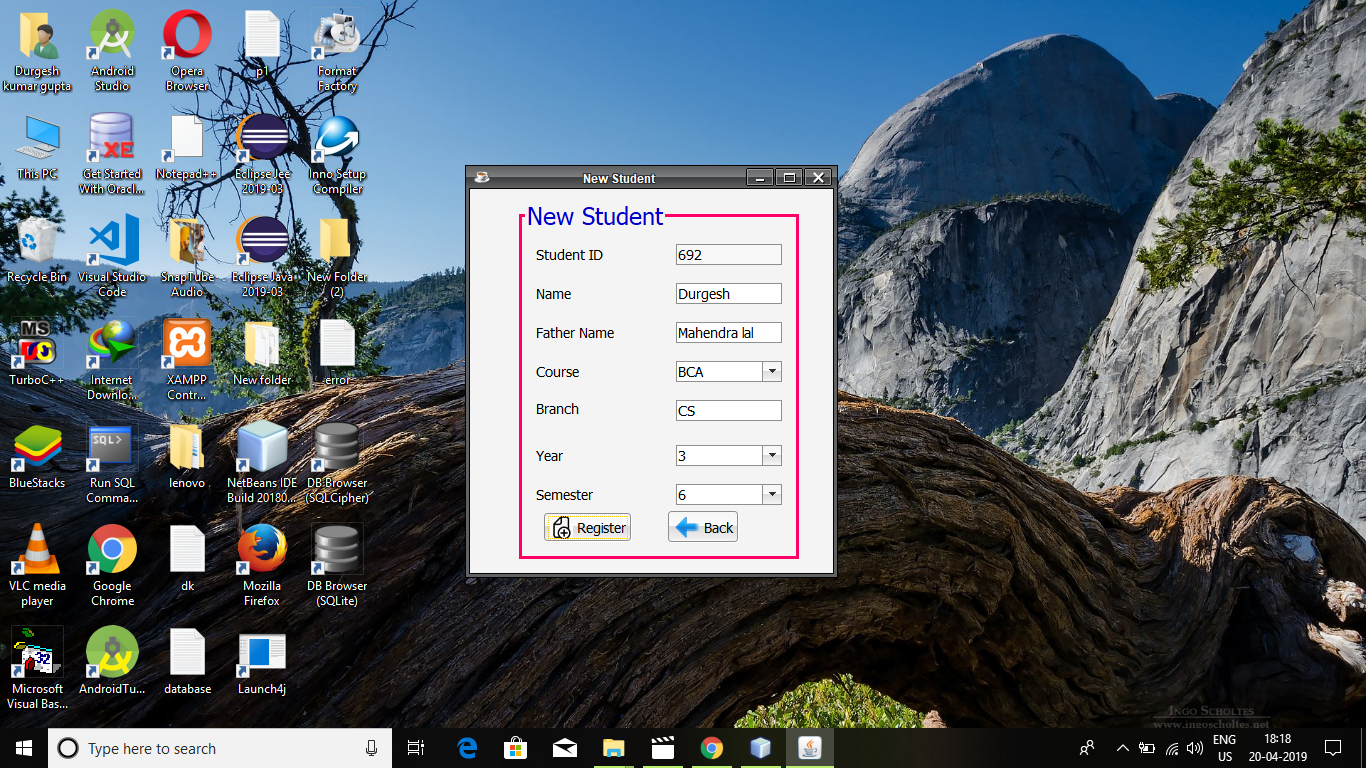 Durgesh
kumar gupta
Android
Studio
Opera
Browser
p1
Format
Factory
This PC
XE
Get Started
With Oracl...
Notepad++
Eclipse Jee
2019-03
Inno Setup
Compiler
Recycle Bin
Visual Studio
Code
SnapTube
Audio
Eclipse Java
2019-03
New Folder
(2)
MS
TurboC++
Internet
Downlo...
XAMPP
Contr...
New folder
error
BlueStacks
SQL>
Run SQL
Comma...
lenovo
NetBeans IDE
Build 20180...
DB Browser
(SQLCipher)
VLC media
player
Google
Chrome
dk
Mozilla
Firefox
DB Browser
(SQLite)
32
Microsoft
Visual Bas...
AndroidTu...
database
Launch4j
New Student
New Student
Student ID 692
Name Durgesh
Father Name Mahendra lal
Course BCA
Branch CS
Year 3
Semester 6
Register Back
Ingo Scholtes
www.ingoscholtes.net
Type here to search
ENG
US
18:18
20-04-2019